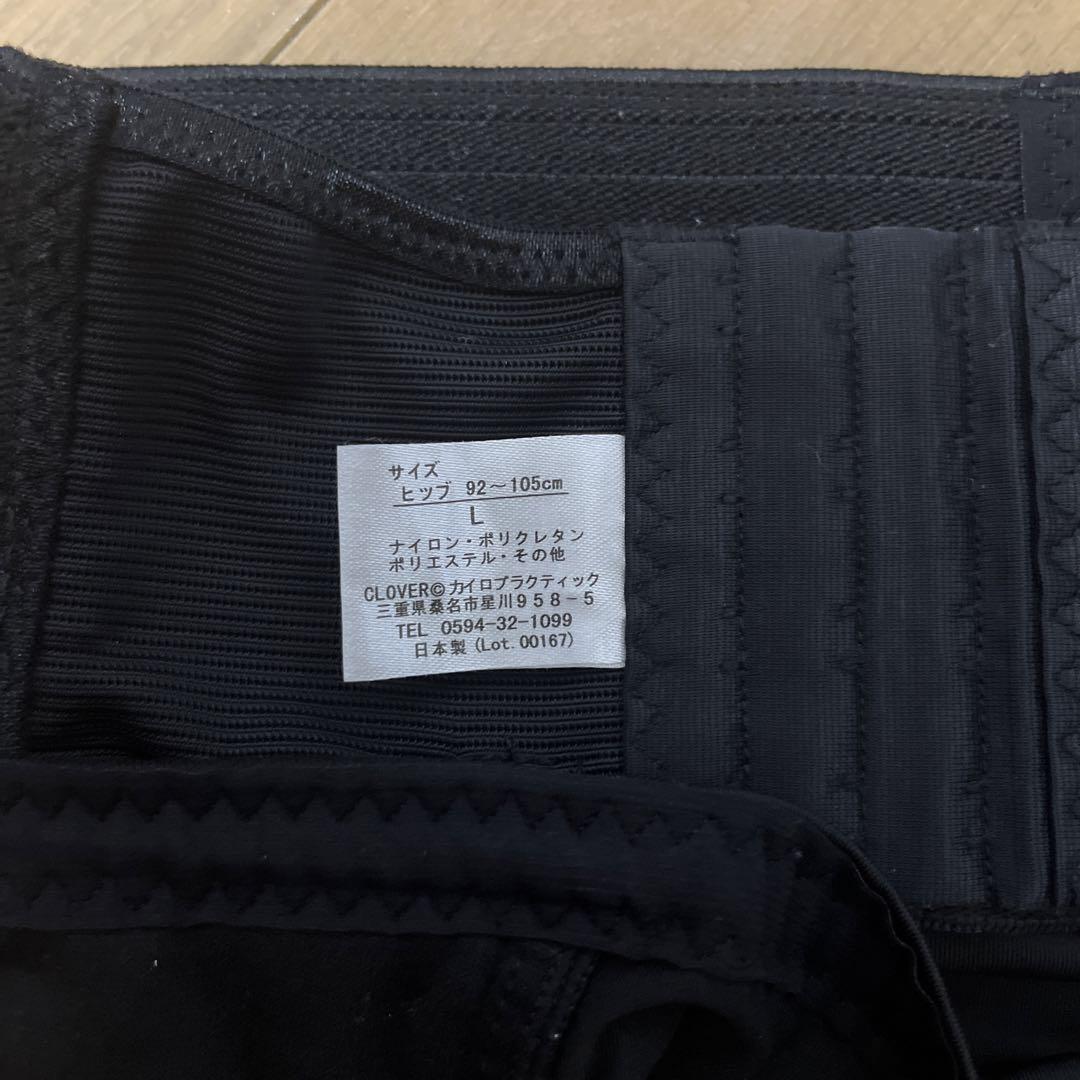 サイズ
ヒップ 92～105cm
L
ナイロン・ポリウレタン
ポリエステル・その他
CLOVER©カイロプラクティック
三重県桑名市星川958-5
TEL 0594-32-1099
日本製(Lot.00167)